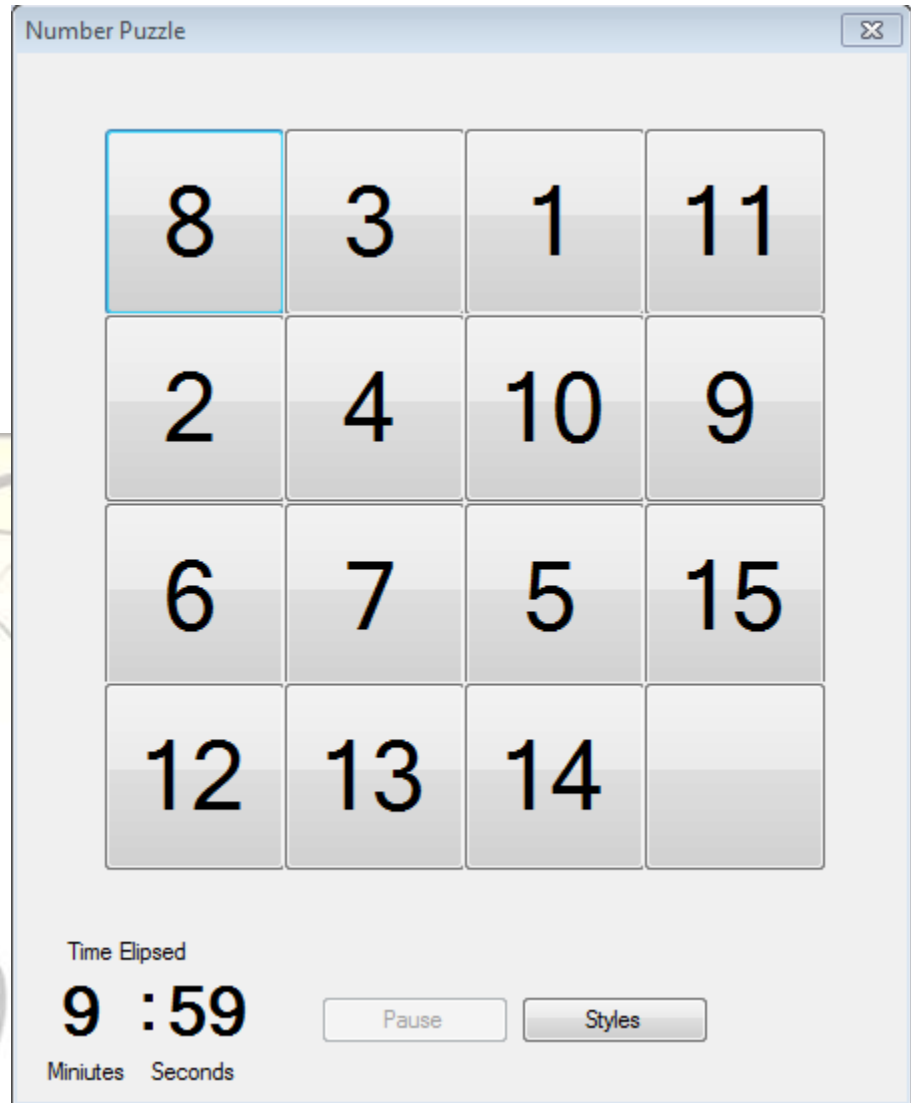 Number Puzzle
8 3 1 11
2 4 10 9
6 7 5 15
12 13 14
Time Elipsed
9 : 59
Pause Styles
Miniutes Seconds